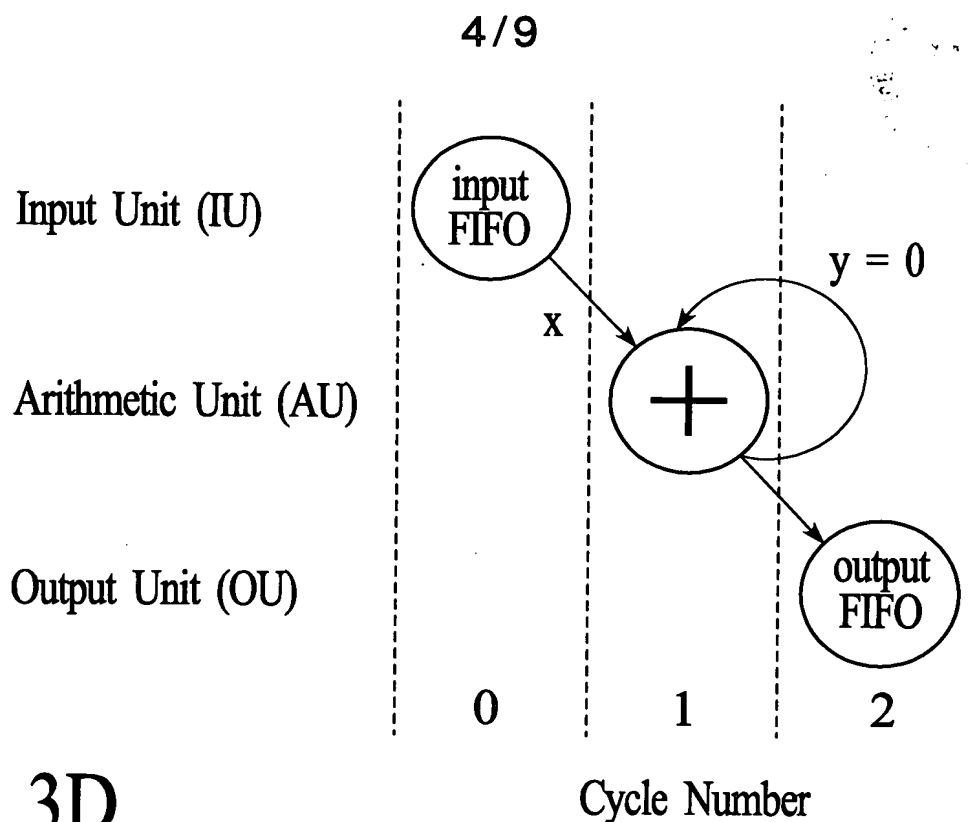 4/9
input
FIFO
Input Unit (IU)
y = 0
x
Arithmetic Unit (AU)
+
output
FIFO
Output Unit (OU)
0 1 2
3D
Cycle Number